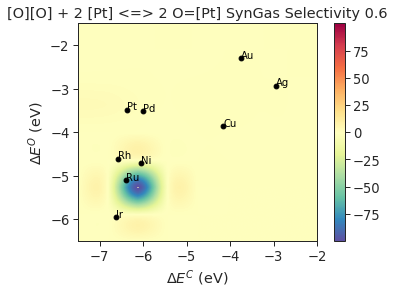 [O][O] + 2 [Pt] <=> 2 O=[Pt] SynGas Selectivity 0.6
−2
−3
−4
−5
−6
ΔE^O (eV)
Au
Ag
Pt
Pd
Cu
Rh
Ni
Ru
Ir
−7
−6
−5
−4
−3
−2
ΔE^C (eV)
75
50
25
0
−25
−50
−75